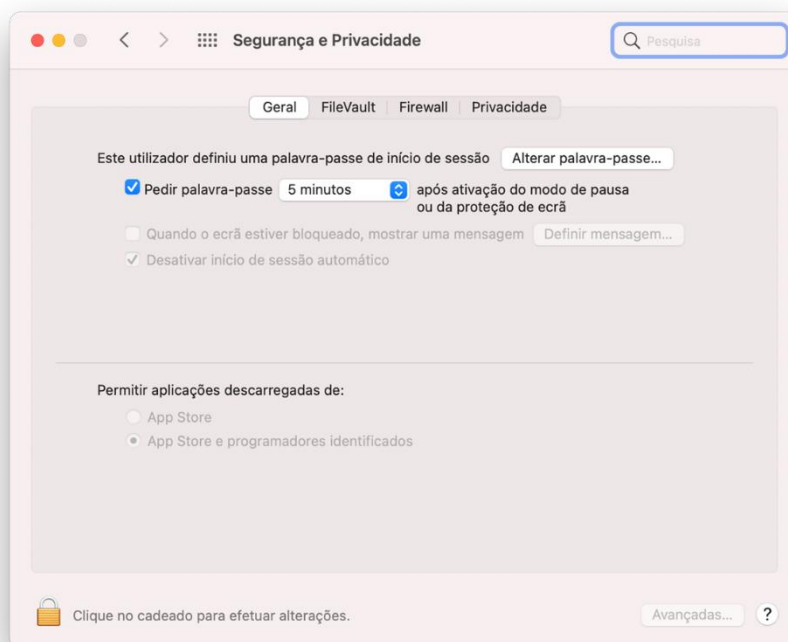 Segurança e Privacidade
Pesquisa
Geral FileVault Firewall Privacidade
Este utilizador definiu uma palavra-passe de início de sessão Alterar palavra-passe...
Pedir palavra-passe 5 minutos após ativação do modo de pausa
ou da proteção de ecrã
Quando o ecrã estiver bloqueado, mostrar uma mensagem Definir mensagem...
Desativar início de sessão automático
Permitir aplicações descarregadas de:
App Store
App Store e programadores identificados
Clique no cadeado para efetuar alterações.
Avançadas... ?